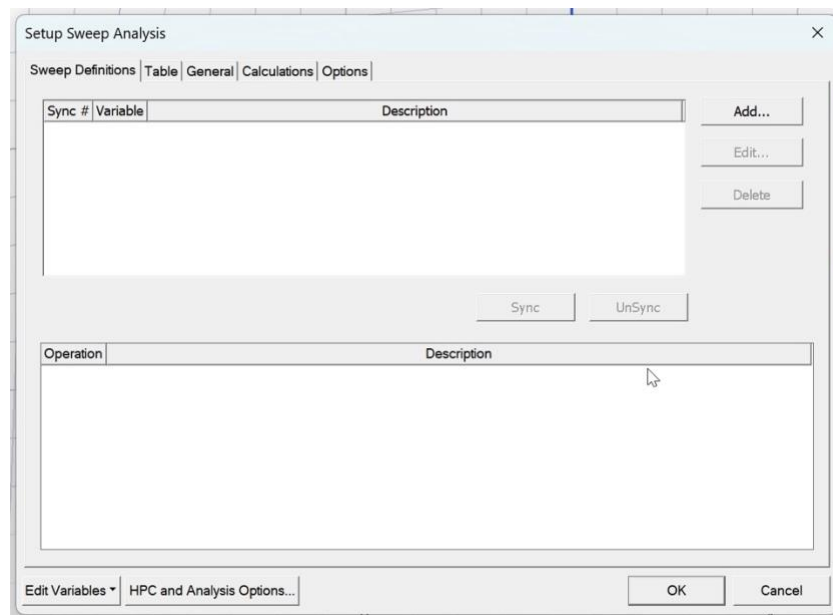 Setup Sweep Analysis
Sweep Definitions Table General Calculations Options
Sync # Variable Description
Add...
Edit...
Delete
Sync UnSync
Operation Description
Edit Variables HPC and Analysis Options... OK Cancel